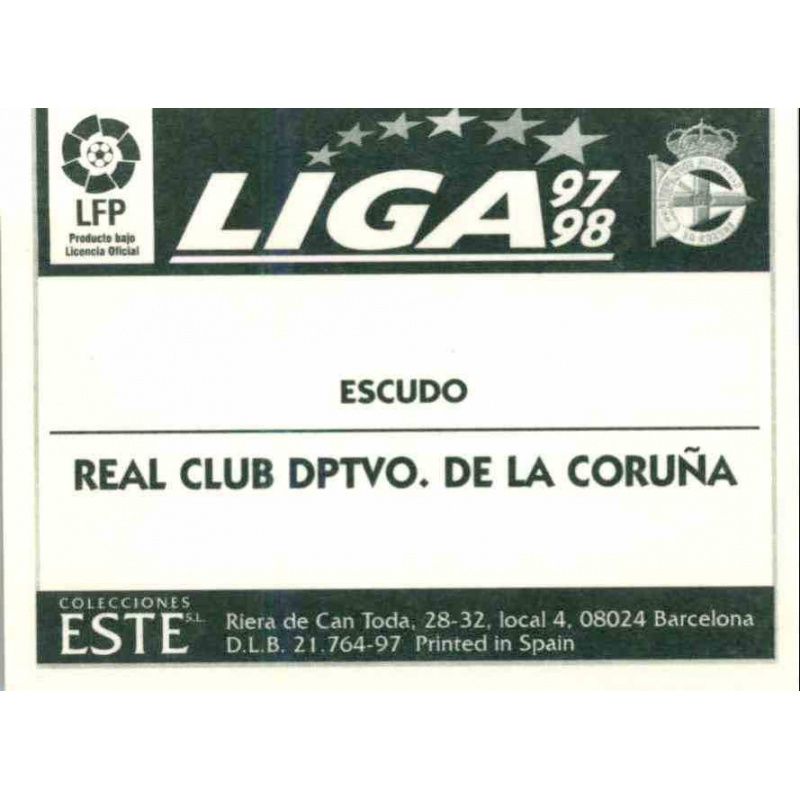 LFP
Producto bajo
Licencia Oficial
LIGA 97
98
ESCUDO
REAL CLUB DPTVO. DE LA CORUÑA
COLECCIONES
ESTE S.L.
Riera de Can Toda, 28-32, local 4, 08024 Barcelona
D.L.B. 21.764-97 Printed in Spain